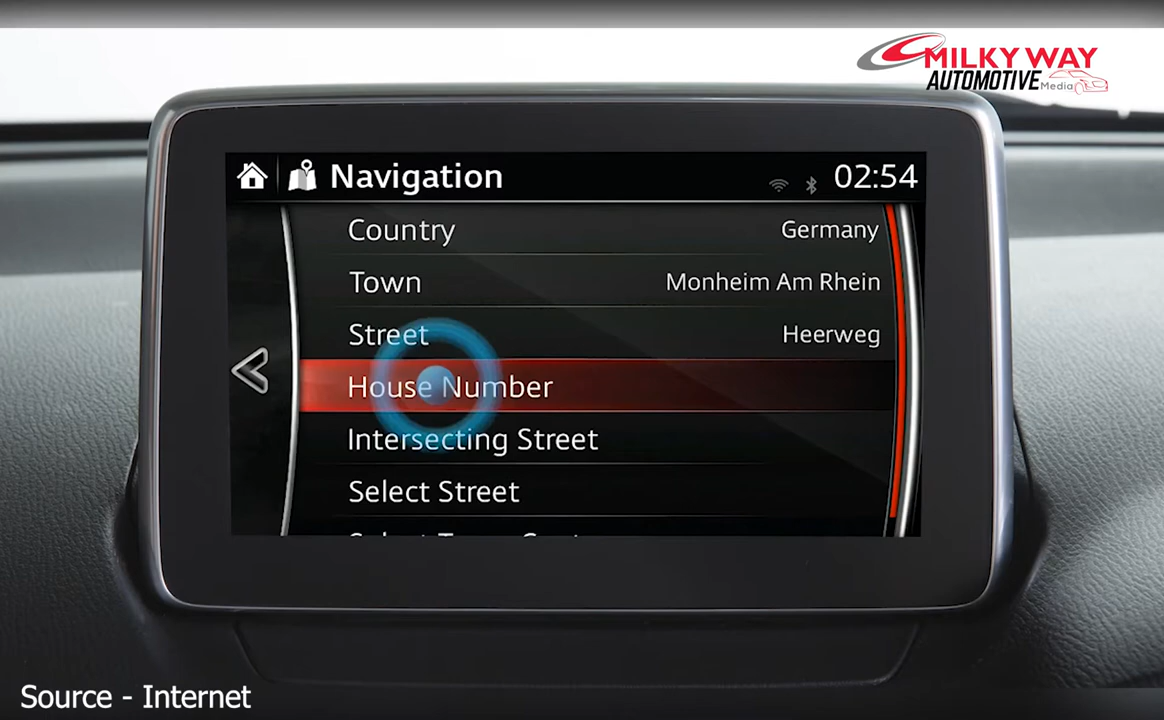 MILKY WAY
AUTOMOTIVE Media
Navigation 02:54
Country Germany
Town Monheim Am Rhein
Street Heerweg
House Number
Intersecting Street
Select Street
Source - Internet